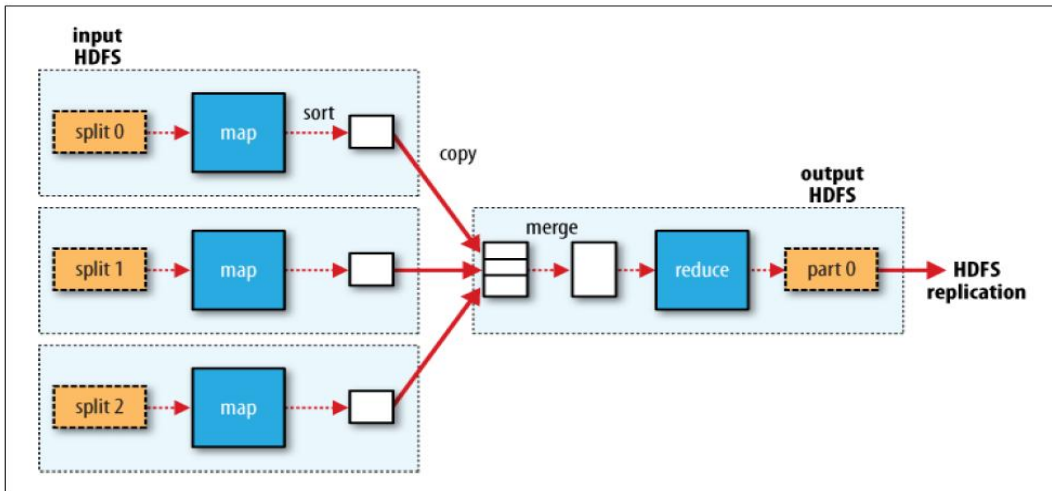 input
HDFS
split 0
map
sort
copy
split 1
map
split 2
map
merge
reduce
output
HDFS
part 0
HDFS
replication